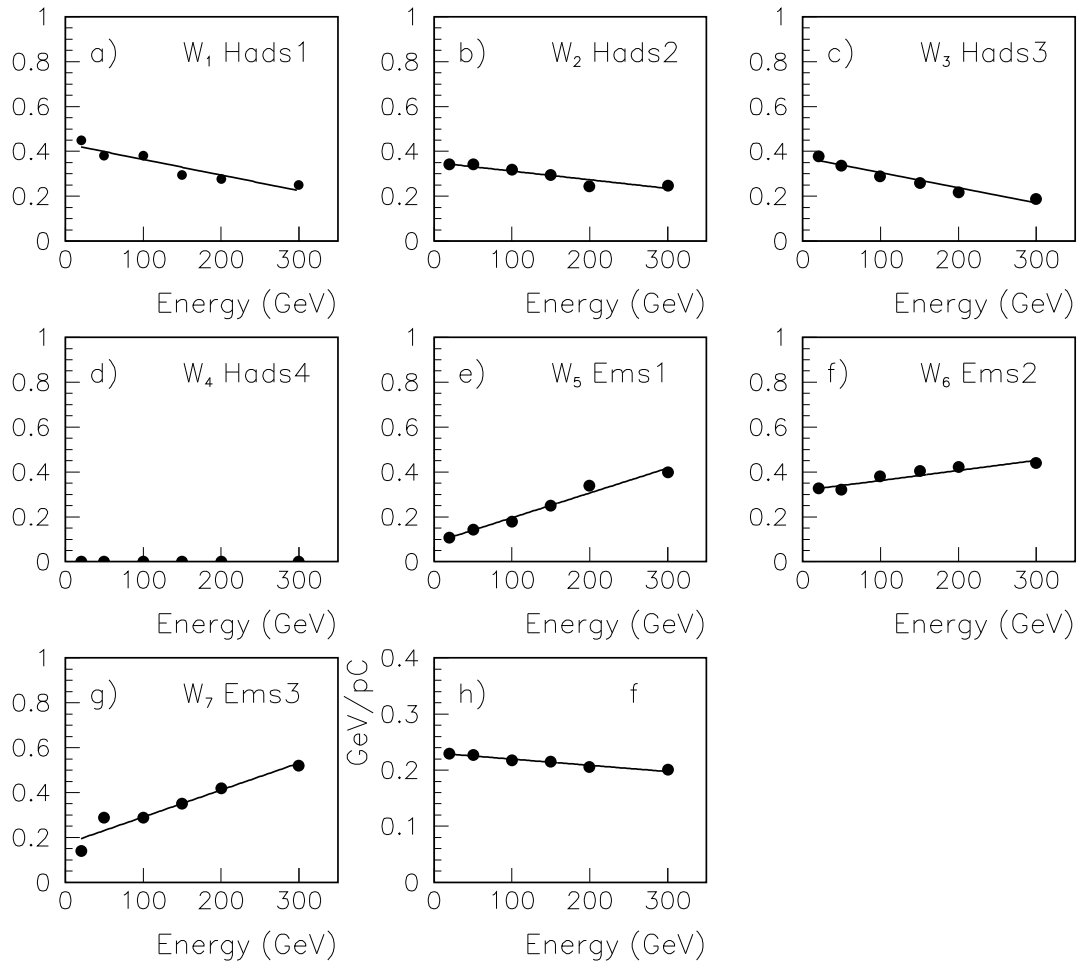 a) W₁ Hads1
1
0.8
0.6
0.4
0.2
0
0 100 200 300
Energy (GeV)
b) W₂ Hads2
1
0.8
0.6
0.4
0.2
0
0 100 200 300
Energy (GeV)
c) W₃ Hads3
1
0.8
0.6
0.4
0.2
0
0 100 200 300
Energy (GeV)
d) W₄ Hads4
1
0.8
0.6
0.4
0.2
0
0 100 200 300
Energy (GeV)
e) W₅ Ems1
1
0.8
0.6
0.4
0.2
0
0 100 200 300
Energy (GeV)
f) W₆ Ems2
1
0.8
0.6
0.4
0.2
0
0 100 200 300
Energy (GeV)
g) W₇ Ems3
1
0.8
0.6
0.4
0.2
0
0 100 200 300
Energy (GeV)
h) f
GeV/pC
0.4
0.3
0.2
0.1
0
0 100 200 300
Energy (GeV)